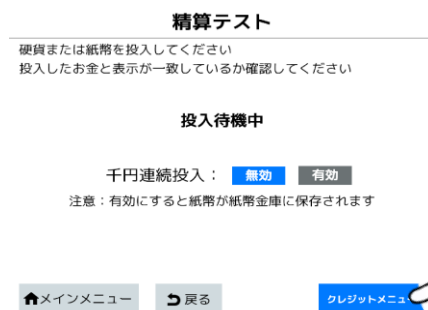 精算テスト
硬貨または紙幣を投入してください
投入したお金と表示が一致しているか確認してください
投入待機中
千円連続投入： 無効 有効
注意：有効にすると紙幣が紙幣金庫に保存されます
メインメニュー 戻る クレジットメニュー